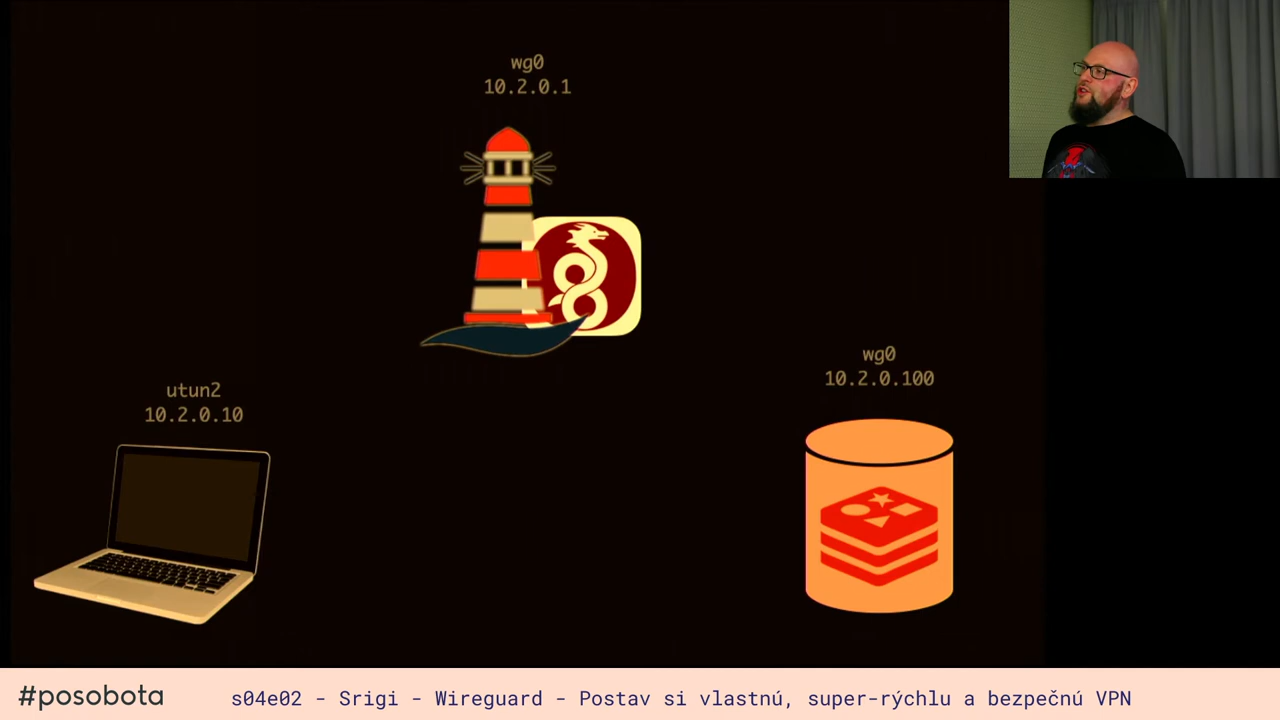 wg0
10.2.0.1
wg0
10.2.0.100
utun2
10.2.0.10
#posobota
s04e02 - Srigi - Wireguard - Postav si vlastnú, super-rýchlu a bezpečnú VPN